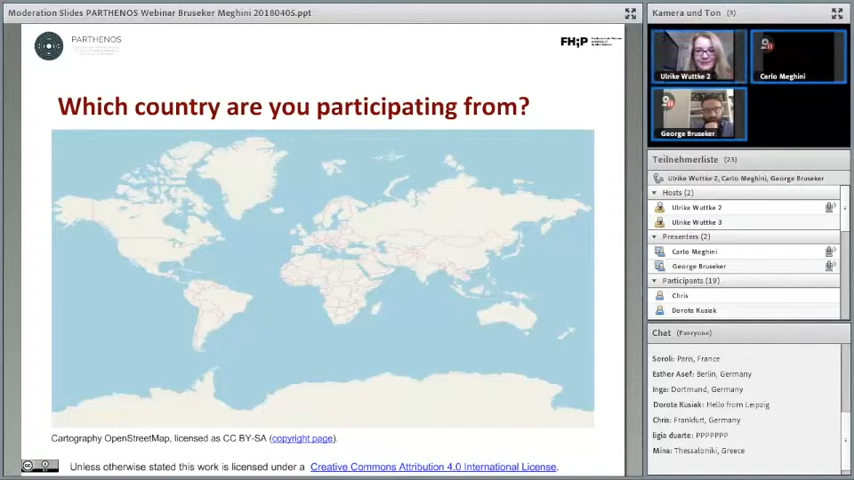 Moderation Slides PARTHENOS Webinar Bruseker Meghini 20180405.ppt
PARTHENOS
FH;P
Which country are you participating from?
Cartography OpenStreetMap, licensed as CC BY-SA (copyright page).
cc
Unless otherwise stated this work is licensed under a Creative Commons Attribution 4.0 International License.
Kamera und Ton (3)
Ulrike Wuttke 2
Carlo Meghini
George Bruseker
Teilnehmerliste (23)
Ulrike Wuttke 2, Carlo Meghini, George Bruseker
Hosts (2)
Ulrike Wuttke 2
Ulrike Wuttke 3
Presenters (2)
Carlo Meghini
George Bruseker
Participants (19)
Chris
Dorota Kusiek
Chat (Everyone)
Soroli: Paris, France
Esther Asef: Berlin, Germany
Inga: Dortmund, Germany
Dorota Kusiak: Hello from Leipzig
Chris: Frankfurt, Germany
ligia duarte: PPPPPPP
Mina: Thessaloniki, Greece